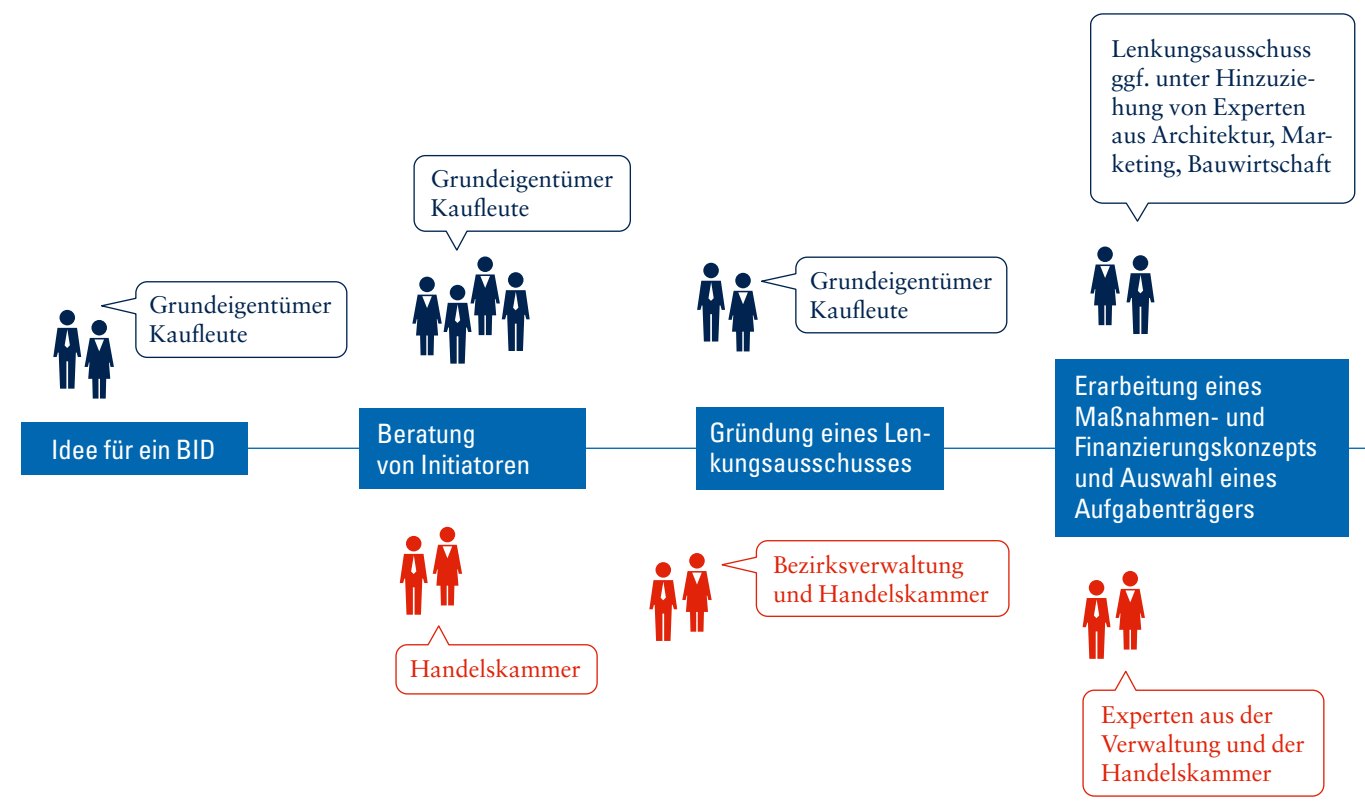 Grundeigentümer
Kaufleute
Idee für ein BID
Grundeigentümer
Kaufleute
Beratung
von Initiatoren
Handelskammer
Grundeigentümer
Kaufleute
Gründung eines Len-
kungsausschusses
Bezirksverwaltung
und Handelskammer
Lenkungsausschuss
ggf. unter Hinzuzie-
hung von Experten
aus Architektur, Mar-
keting, Bauwirtschaft
Erarbeitung eines
Maßnahmen- und
Finanzierungskonzepts
und Auswahl eines
Aufgabenträgers
Experten aus der
Verwaltung und der
Handelskammer